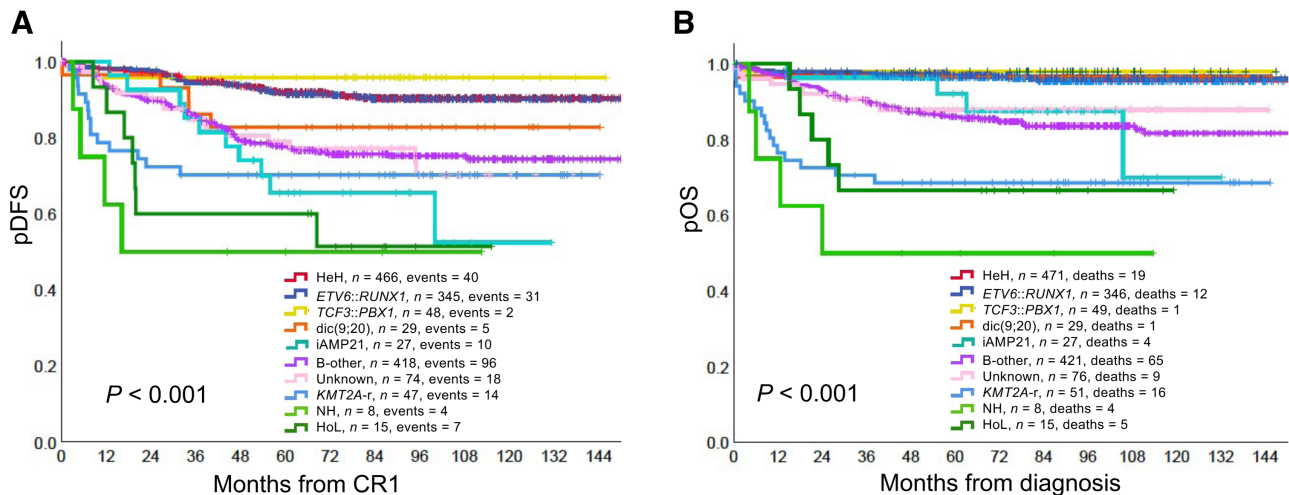 A
pDFS
1.0
0.8
0.6
0.4
0.2
0.0
HeH, n = 466, events = 40
ETV6::RUNX1, n = 345, events = 31
TCF3::PBX1, n = 48, events = 2
dic(9;20), n = 29, events = 5
iAMP21, n = 27, events = 10
B-other, n = 418, events = 96
Unknown, n = 74, events = 18
KMT2A-r, n = 47, events = 14
NH, n = 8, events = 4
HoL, n = 15, events = 7
P < 0.001
0 12 24 36 48 60 72 84 96 108 120 132 144
Months from CR1
B
pOS
1.0
0.8
0.6
0.4
0.2
0.0
HeH, n = 471, deaths = 19
ETV6::RUNX1, n = 346, deaths = 12
TCF3::PBX1, n = 49, deaths = 1
dic(9;20), n = 29, deaths = 1
iAMP21, n = 27, deaths = 4
B-other, n = 421, deaths = 65
Unknown, n = 76, deaths = 9
KMT2A-r, n = 51, deaths = 16
NH, n = 8, deaths = 4
HoL, n = 15, deaths = 5
P < 0.001
0 12 24 36 48 60 72 84 96 108 120 132 144
Months from diagnosis